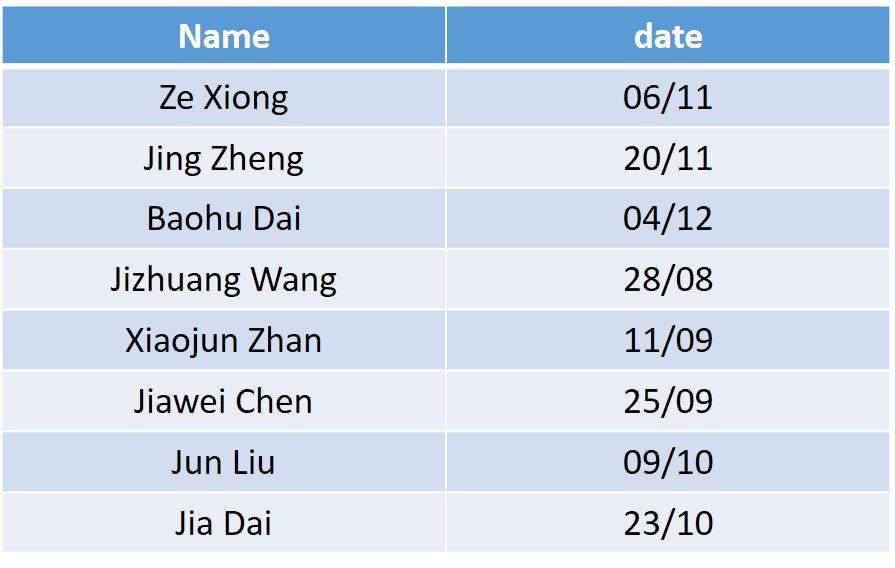 Name date
Ze Xiong 06/11
Jing Zheng 20/11
Baohu Dai 04/12
Jizhuang Wang 28/08
Xiaojun Zhan 11/09
Jiawei Chen 25/09
Jun Liu 09/10
Jia Dai 23/10